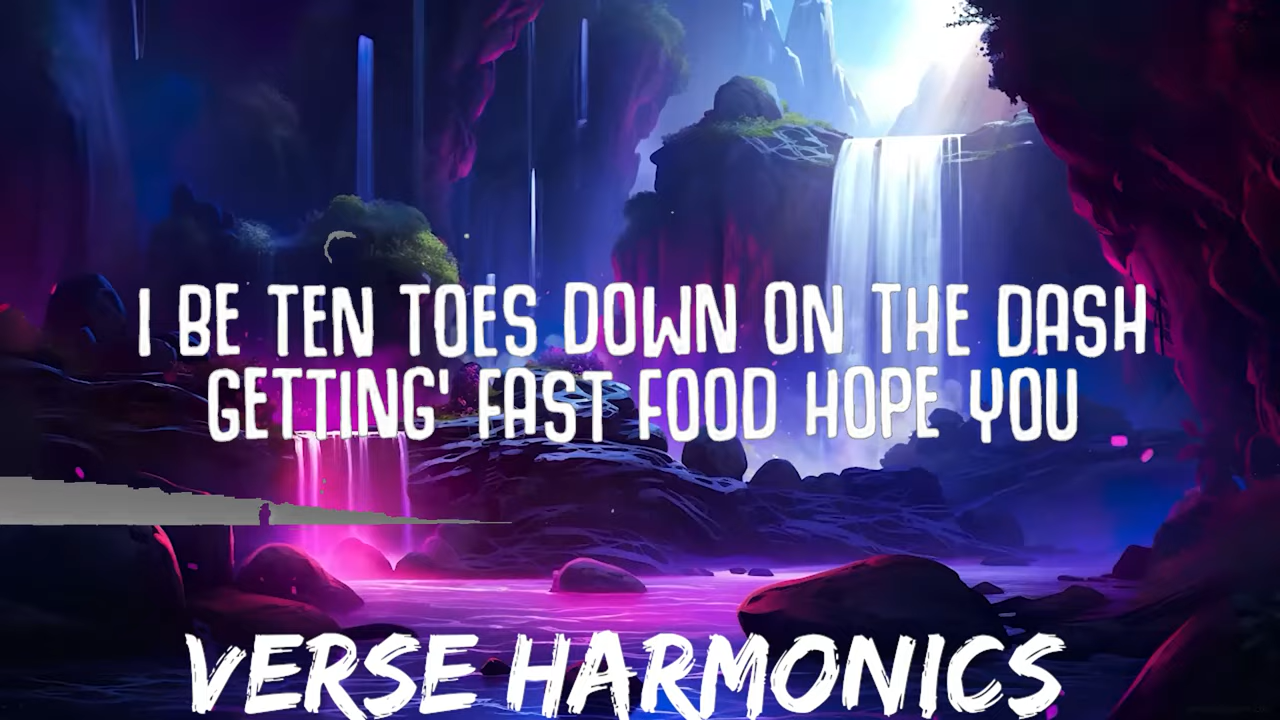 I BE TEN TOES DOWN ON THE DASH
GETTING' FAST FOOD HOPE YOU
VERSE HARMONICS